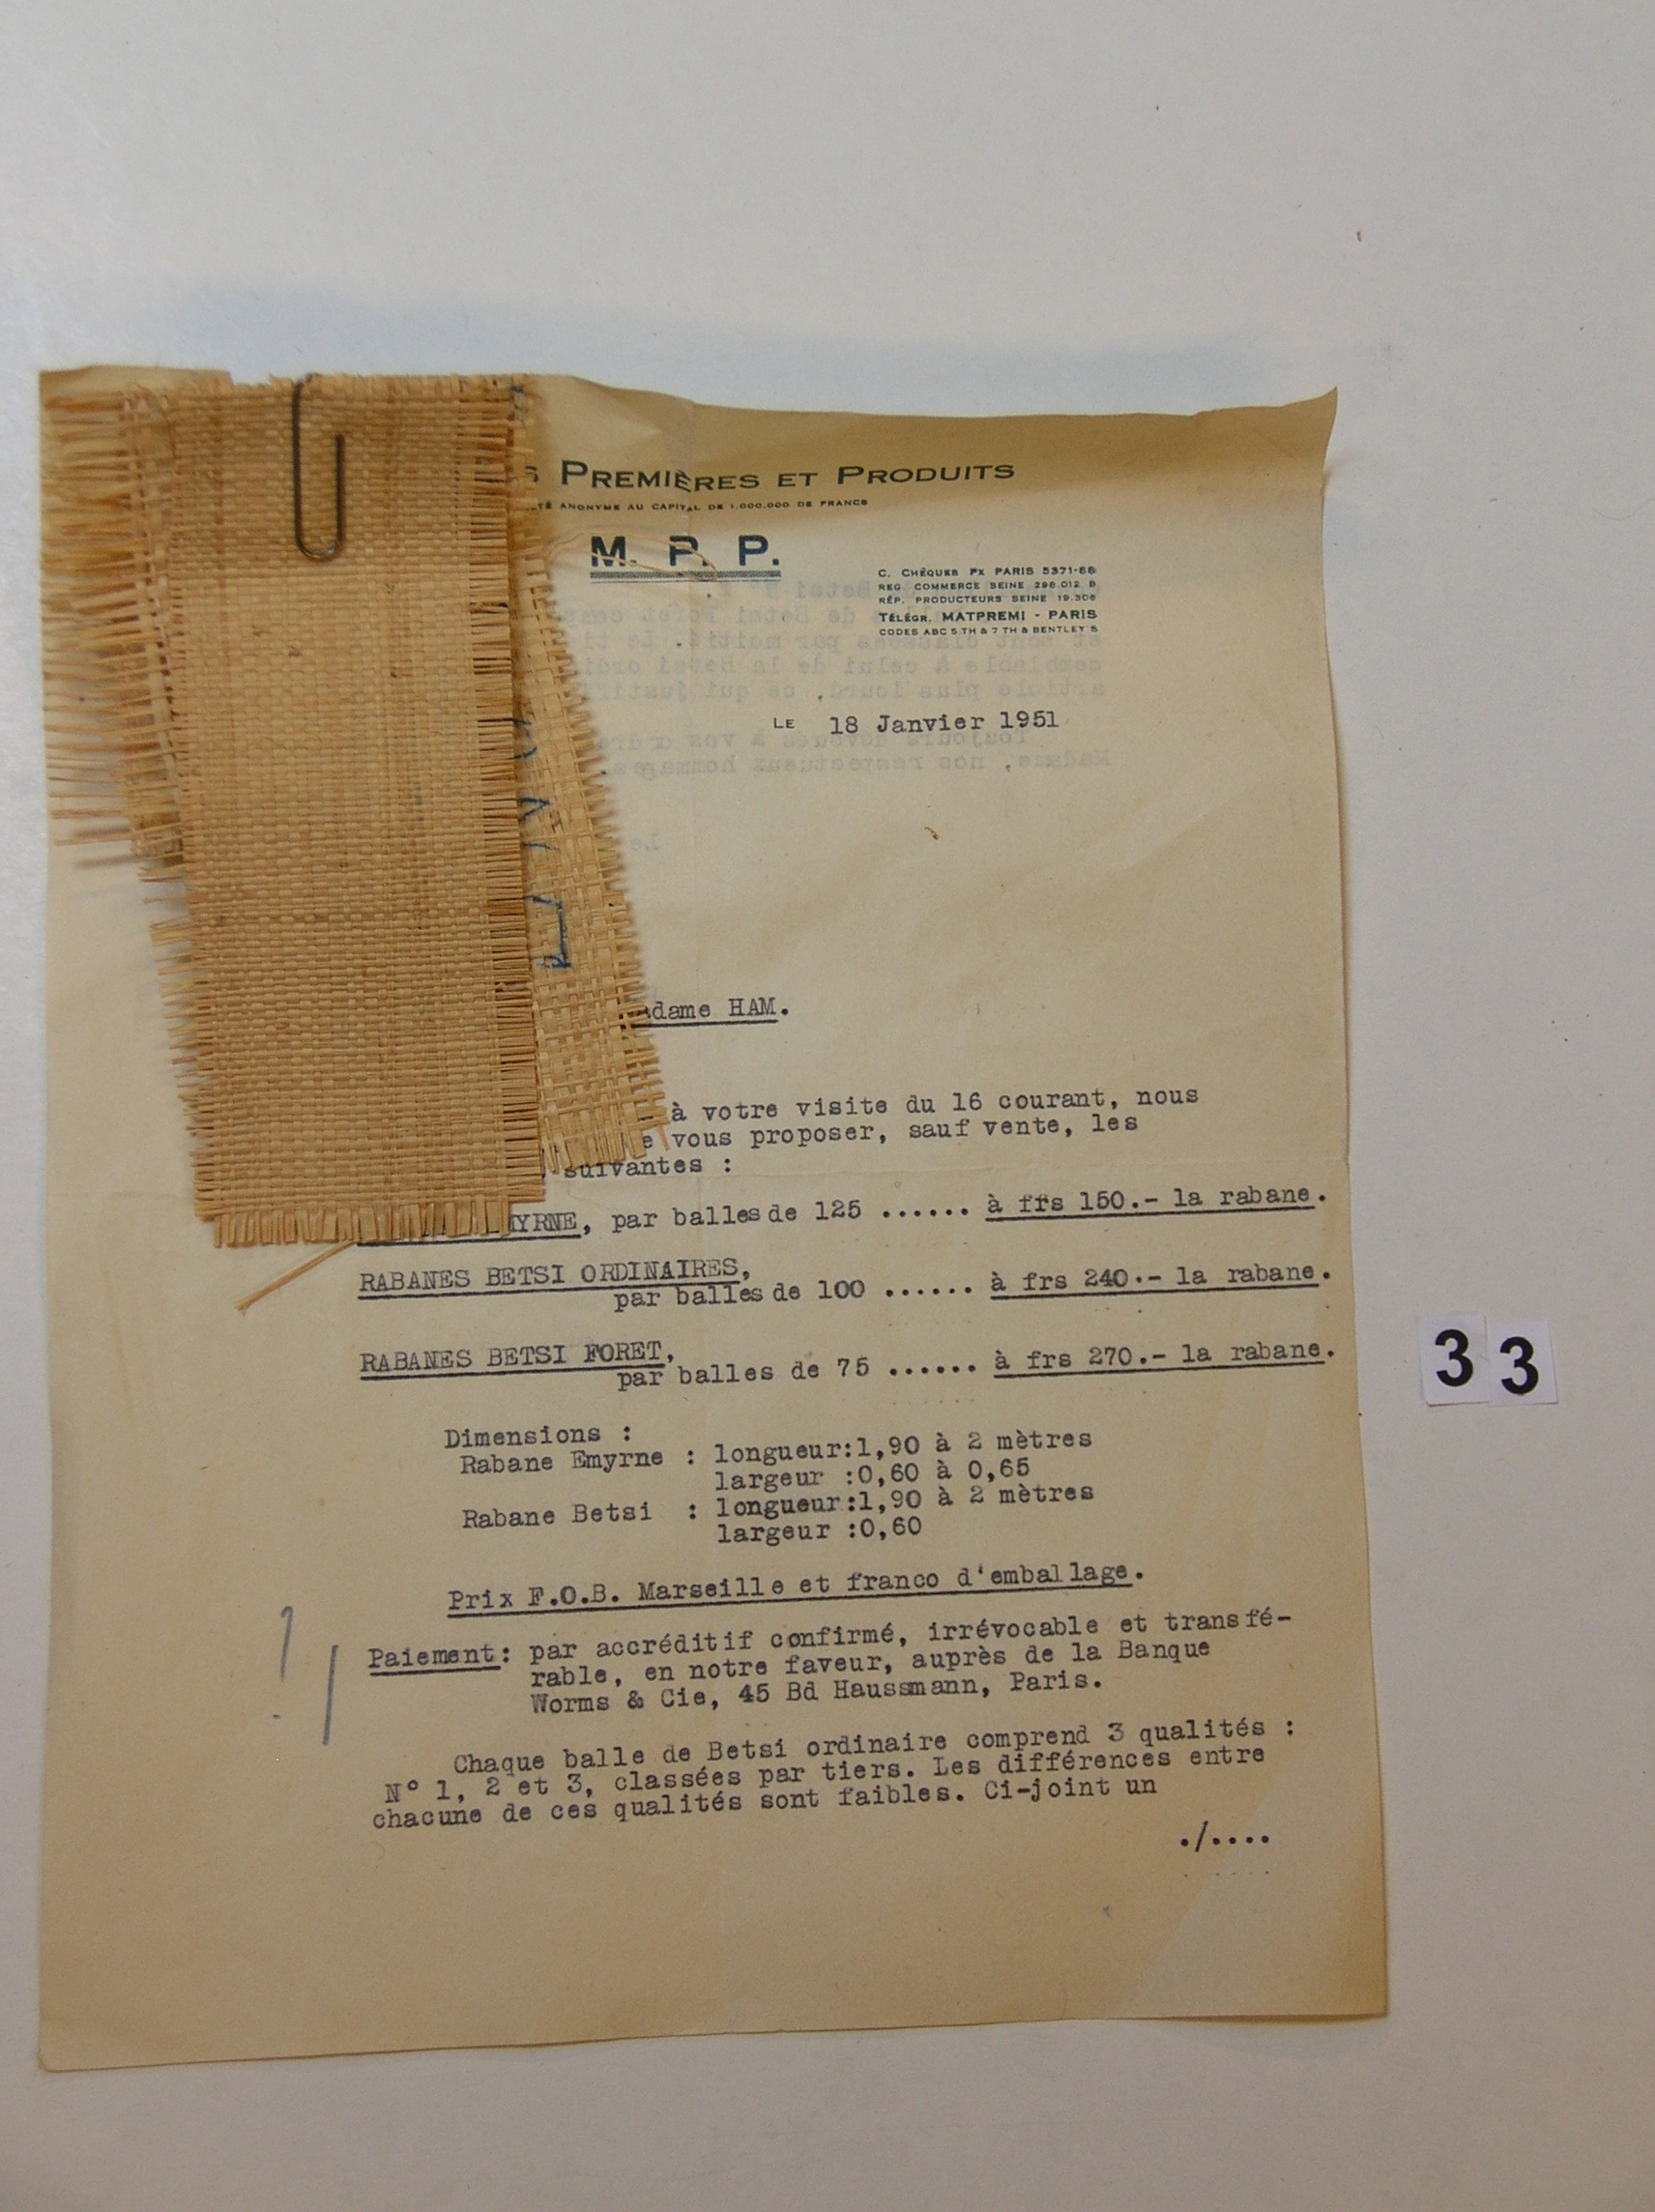 PREMIÈRES ET PRODUITS
ANONYME AU CAPITAL DE 1.000.000 DE FRANCS
M. P. P.
C. CHÈQUES PX PARIS 5371-88
REG. COMMERCE SEINE 298.012 B
RÉP. PRODUCTEURS SEINE 19.308
TÉLÉGR. MATPREMI - PARIS
CODES ABC 5 TH & 7 TH & BENTLEY'S
LE 18 Janvier 1951
adame HAM.
à votre visite du 16 courant, nous
e vous proposer, sauf vente, les
suivantes :
MYRNE, par balles de 125 ...... à frs 150.- la rabane.
RABANES BETSI ORDINAIRES,
par balles de 100 ...... à frs 240.- la rabane.
RABANES BETSI FORET,
par balles de 75 ...... à frs 270.- la rabane.
Dimensions :
Rabane Emyrne : longueur:1,90 à 2 mètres
largeur :0,60 à 0,65
Rabane Betsi : longueur:1,90 à 2 mètres
largeur :0,60
Prix F.O.B. Marseille et franco d'emballage.
Paiement: par accréditif confirmé, irrévocable et transfé-
rable, en notre faveur, auprès de la Banque
Worms & Cie, 45 Bd Haussmann, Paris.
Chaque balle de Betsi ordinaire comprend 3 qualités :
N° 1, 2 et 3, classées par tiers. Les différences entre
chacune de ces qualités sont faibles. Ci-joint un
./....
33